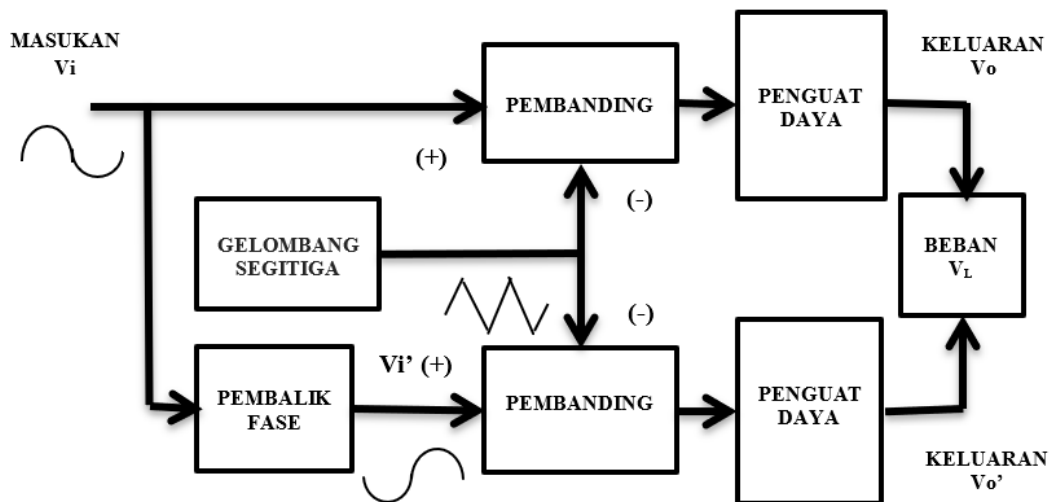 MASUKAN
Vi
KELUARAN
Vo
PEMBANDING
PENGUAT
DAYA
(+)
(-)
GELOMBANG
SEGITIGA
BEBAN
VL
(-)
Vi’ (+)
PEMBALIK
FASE
PEMBANDING
PENGUAT
DAYA
KELUARAN
Vo’